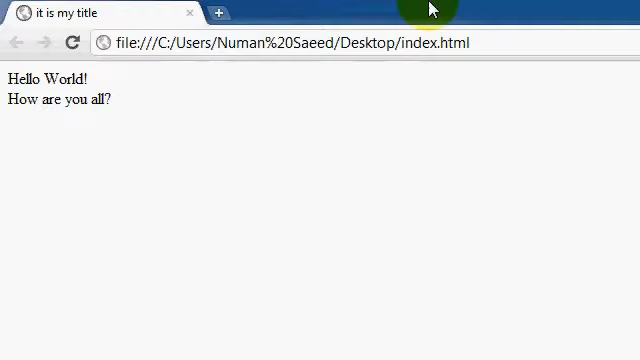 it is my title
file:///C:/Users/Numan%20Saeed/Desktop/index.html
Hello World!
How are you all?